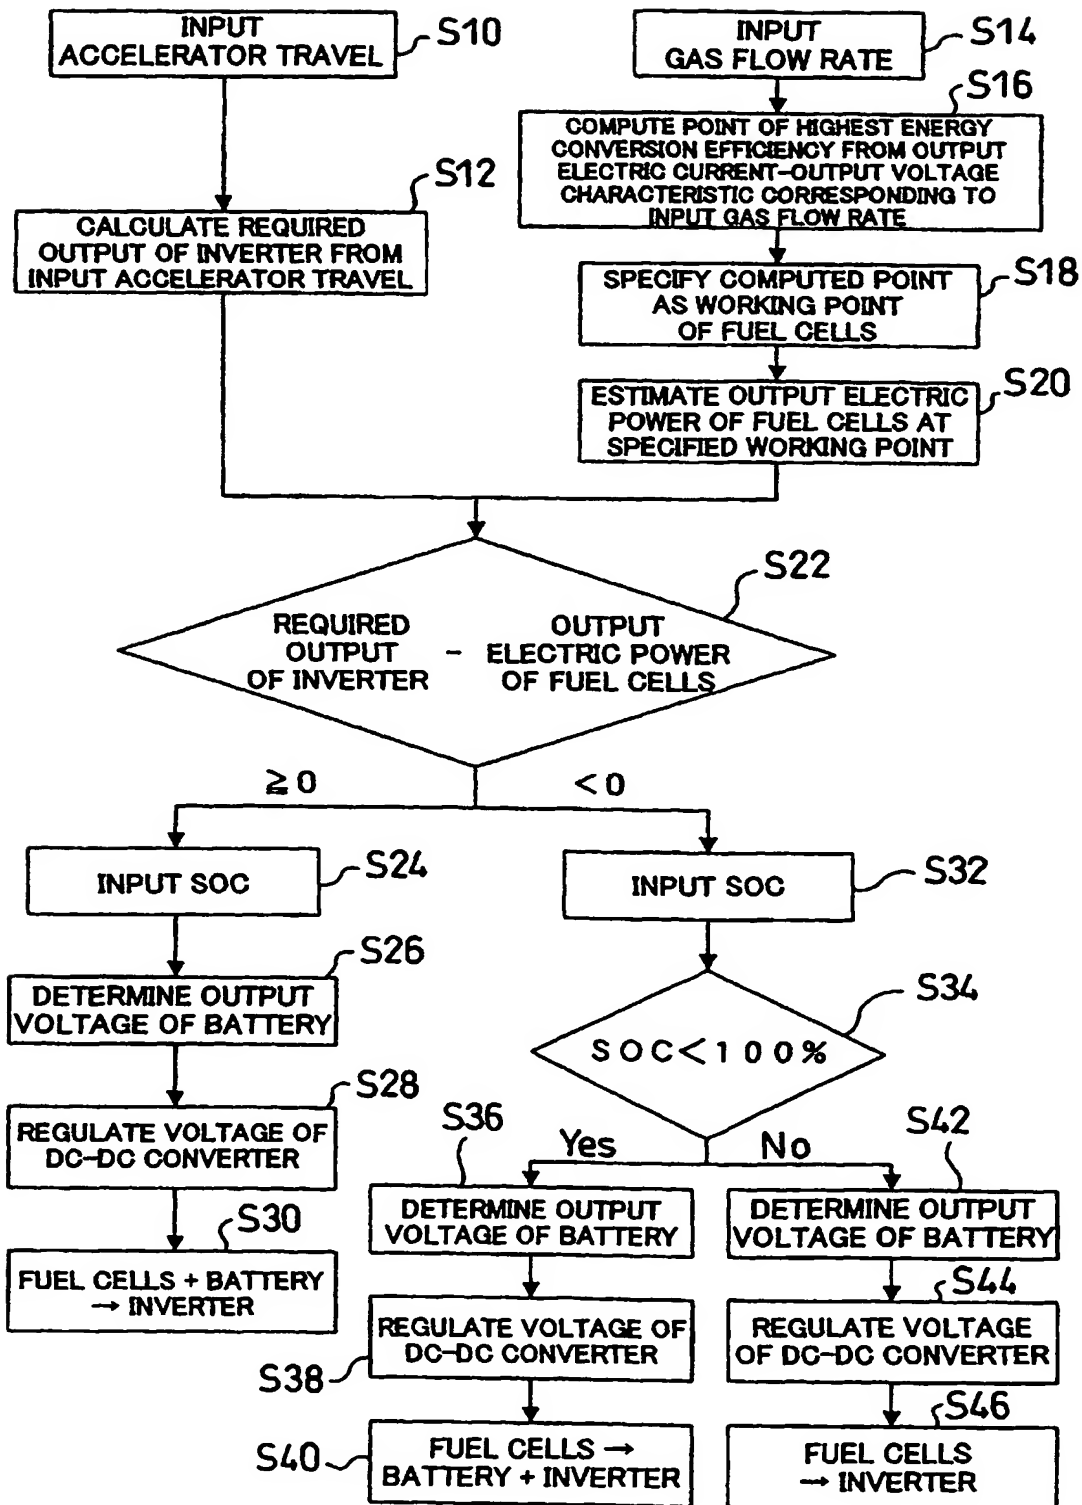 INPUT
ACCELERATOR TRAVEL
S10
INPUT
GAS FLOW RATE
S14
S16
COMPUTE POINT OF HIGHEST ENERGY
CONVERSION EFFICIENCY FROM OUTPUT
ELECTRIC CURRENT-OUTPUT VOLTAGE
CHARACTERISTIC CORRESPONDING TO
INPUT GAS FLOW RATE
S12
CALCULATE REQUIRED
OUTPUT OF INVERTER FROM
INPUT ACCELERATOR TRAVEL
S18
SPECIFY COMPUTED POINT
AS WORKING POINT
OF FUEL CELLS
S20
ESTIMATE OUTPUT ELECTRIC
POWER OF FUEL CELLS AT
SPECIFIED WORKING POINT
S22
REQUIRED OUTPUT
OUTPUT - ELECTRIC POWER
OF INVERTER OF FUEL CELLS
≧0
<0
INPUT SOC
S24
INPUT SOC
S32
S26
DETERMINE OUTPUT
VOLTAGE OF BATTERY
S34
SOC<100%
S28
REGULATE VOLTAGE OF
DC-DC CONVERTER
Yes
No
S36
DETERMINE OUTPUT
VOLTAGE OF BATTERY
S42
DETERMINE OUTPUT
VOLTAGE OF BATTERY
S30
FUEL CELLS + BATTERY
→ INVERTER
S38
REGULATE VOLTAGE OF
DC-DC CONVERTER
S44
REGULATE VOLTAGE
OF DC-DC CONVERTER
S40
FUEL CELLS →
BATTERY + INVERTER
S46
FUEL CELLS
→ INVERTER